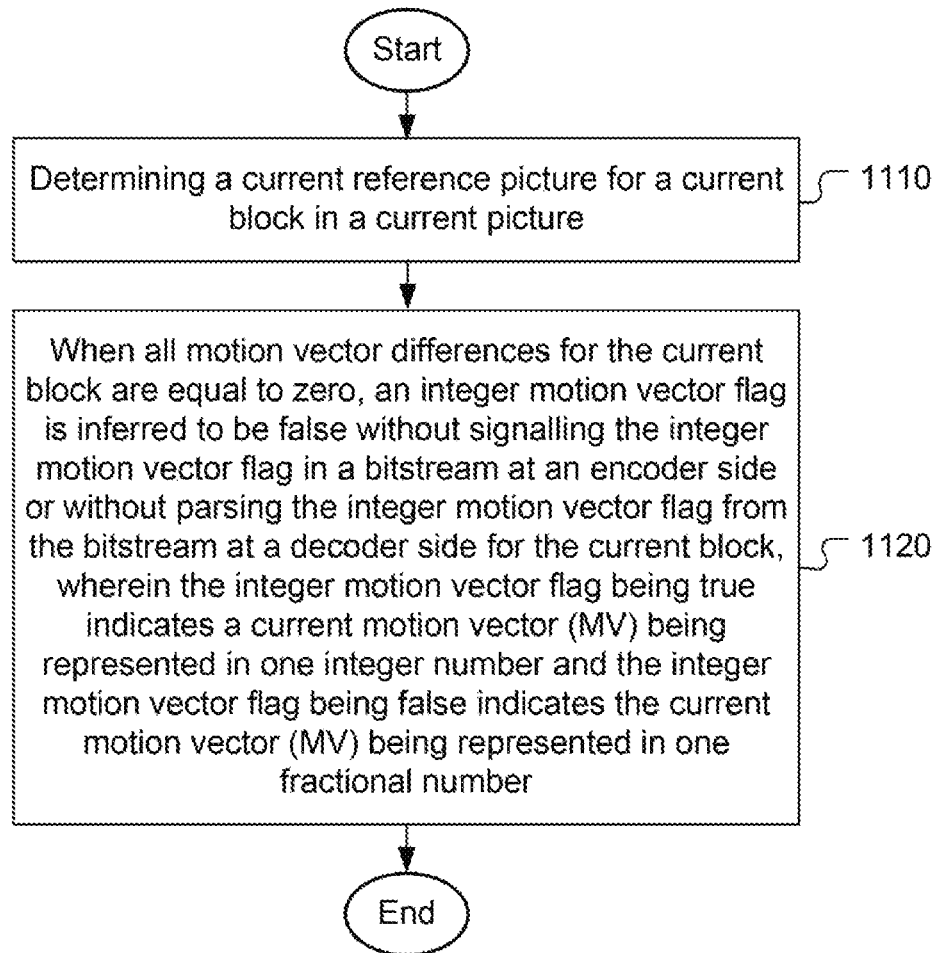 Start
Determining a current reference picture for a current
block in a current picture
1110
When all motion vector differences for the current
block are equal to zero, an integer motion vector flag
is inferred to be false without signalling the integer
motion vector flag in a bitstream at an encoder side
or without parsing the integer motion vector flag from
the bitstream at a decoder side for the current block,
wherein the integer motion vector flag being true
indicates a current motion vector (MV) being
represented in one integer number and the integer
motion vector flag being false indicates the current
motion vector (MV) being represented in one
fractional number
1120
End